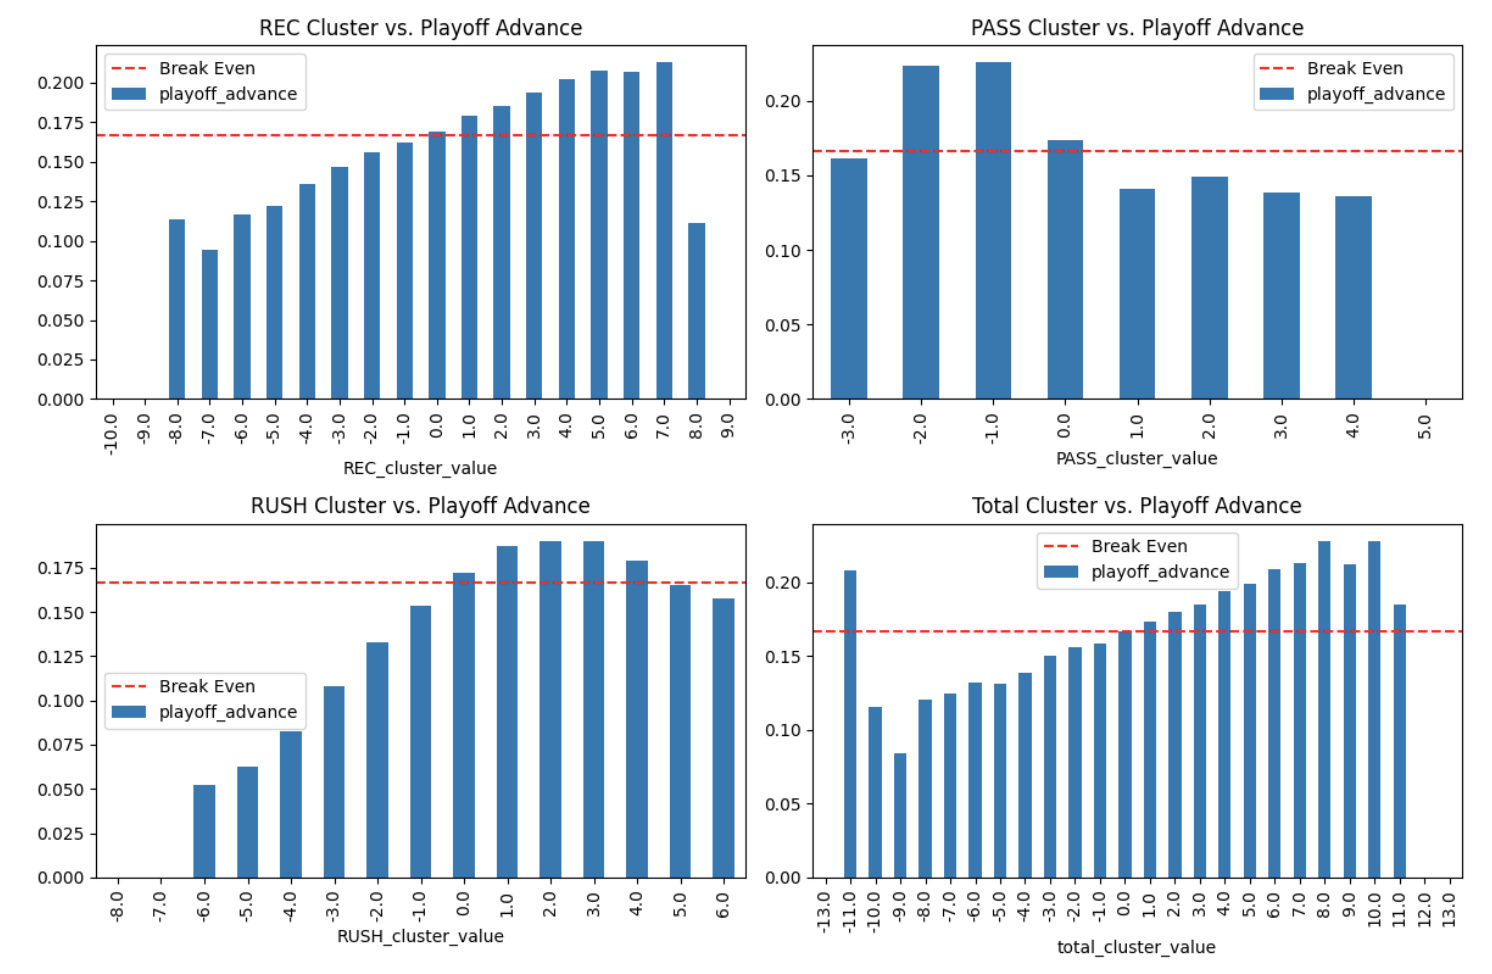 REC Cluster vs. Playoff Advance
Break Even
playoff_advance
0.200
0.175
0.150
0.125
0.100
0.075
0.050
0.025
0.000
-10.0 -9.0 -8.0 -7.0 -6.0 -5.0 -4.0 -3.0 -2.0 -1.0 0.0 1.0 2.0 3.0 4.0 5.0 6.0 7.0 8.0 9.0
REC_cluster_value
PASS Cluster vs. Playoff Advance
Break Even
playoff_advance
0.20
0.15
0.10
0.05
0.00
-3.0 -2.0 -1.0 0.0 1.0 2.0 3.0 4.0 5.0
PASS_cluster_value
RUSH Cluster vs. Playoff Advance
0.175
0.150
0.125
Break Even
playoff_advance
0.100
0.075
0.050
0.025
0.000
-8.0 -7.0 -6.0 -5.0 -4.0 -3.0 -2.0 -1.0 0.0 1.0 2.0 3.0 4.0 5.0 6.0
RUSH_cluster_value
Total Cluster vs. Playoff Advance
Break Even
playoff_advance
0.20
0.15
0.10
0.05
0.00
-13.0 -11.0 -10.0 -9.0 -8.0 -7.0 -6.0 -5.0 -4.0 -3.0 -2.0 -1.0 0.0 1.0 2.0 3.0 4.0 5.0 6.0 7.0 8.0 9.0 10.0 11.0 12.0 13.0
total_cluster_value